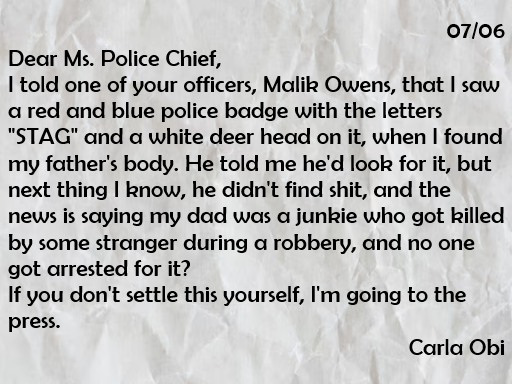 07/06
Dear Ms. Police Chief,
I told one of your officers, Malik Owens, that I saw
a red and blue police badge with the letters
"STAG" and a white deer head on it, when I found
my father's body. He told me he'd look for it, but
next thing I know, he didn't find shit, and the
news is saying my dad was a junkie who got killed
by some stranger during a robbery, and no one
got arrested for it?
If you don't settle this yourself, I'm going to the
press.
Carla Obi